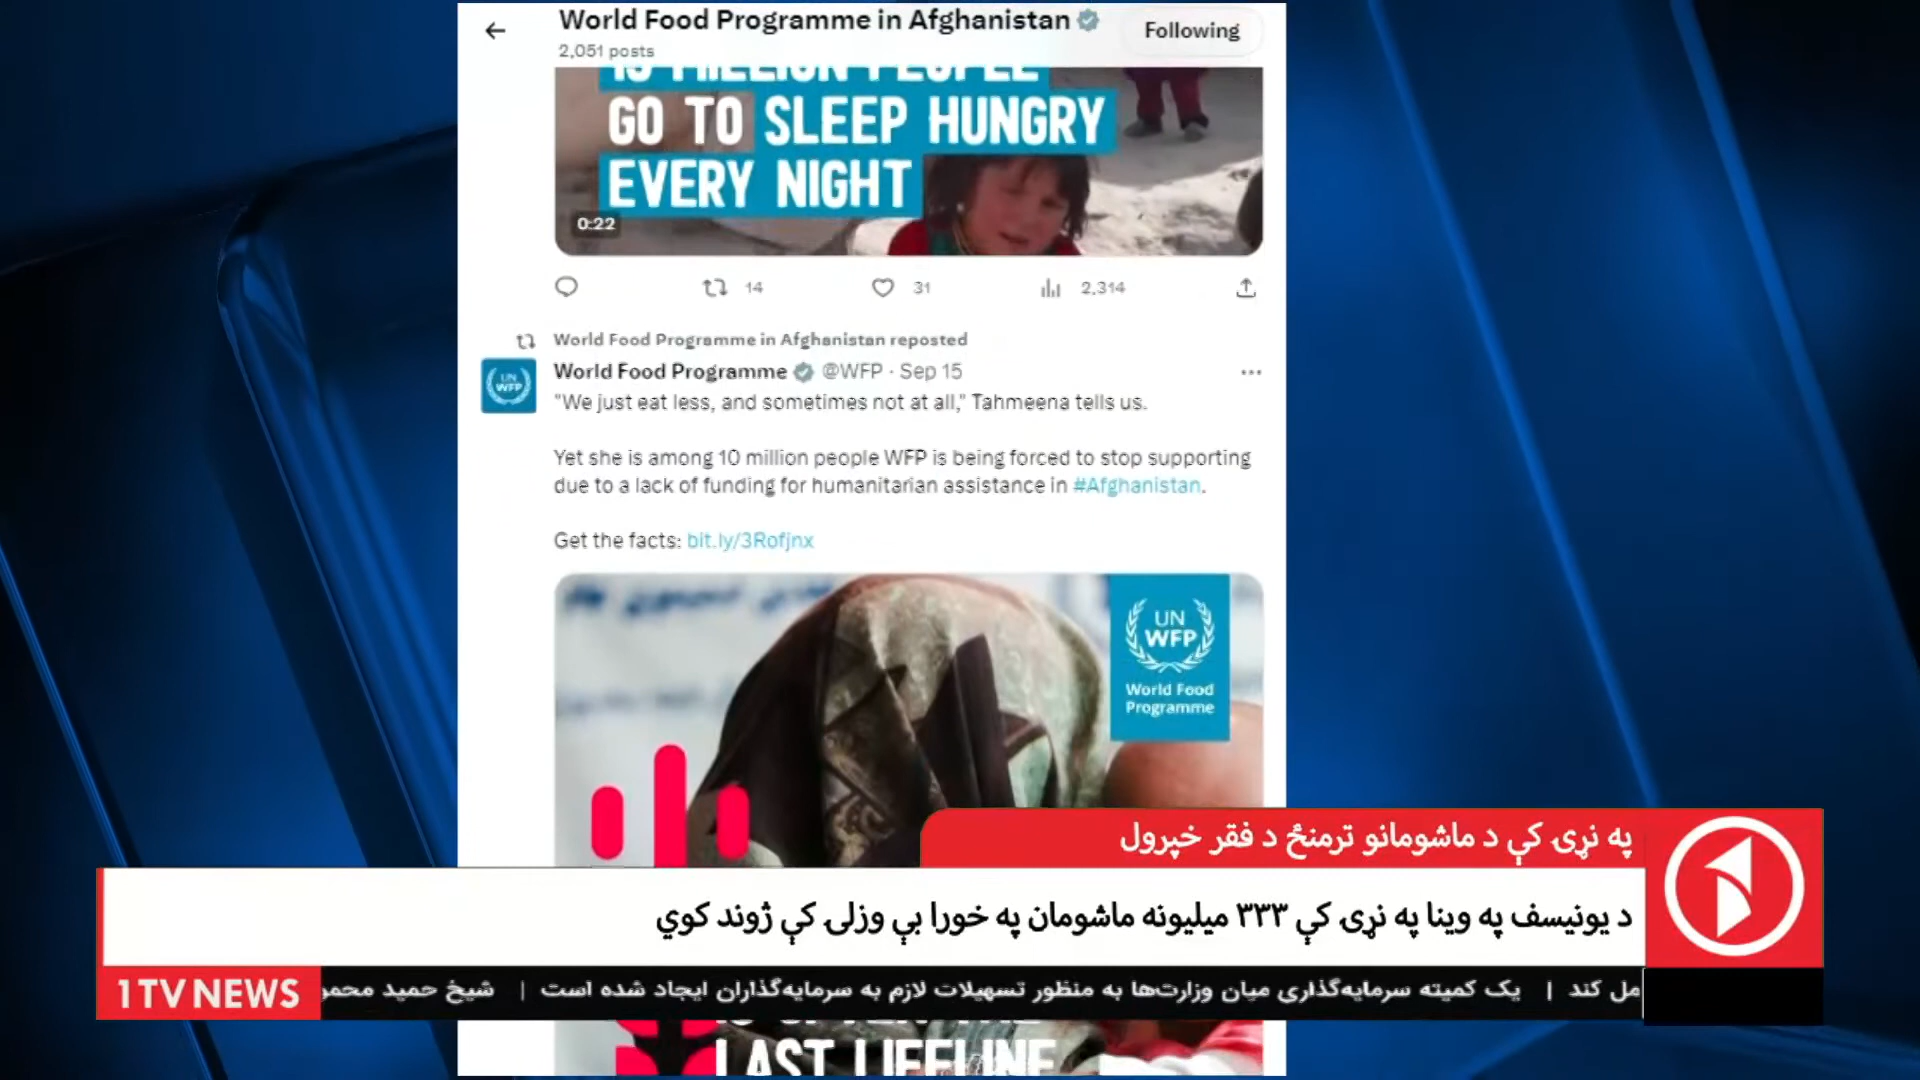 World Food Programme in Afghanistan
Following
2,051 posts
GO TO SLEEP HUNGRY
EVERY NIGHT
0:22
14
31
2,314
World Food Programme in Afghanistan reposted
World Food Programme @WFP · Sep 15
"We just eat less, and sometimes not at all," Tahmeena tells us.
Yet she is among 10 million people WFP is being forced to stop supporting
due to a lack of funding for humanitarian assistance in #Afghanistan.
Get the facts: bit.ly/3Rofjnx
UN
WFP
World Food
Programme
په نړۍ کې د ماشومانو ترمنځ د فقر خپرول
د یونیسف په وینا په نړۍ کې ۳۳۳ میلیونه ماشومان په خورا بې وزلۍ کې ژوند کوي
1TV NEWS
مل کند | یک کمیته سرمایه‌گذاری میان وزارت‌ها به منظور تسهیلات لازم به سرمایه‌گذاران ایجاد شده است | شیخ حمید
LAST LIFELINE